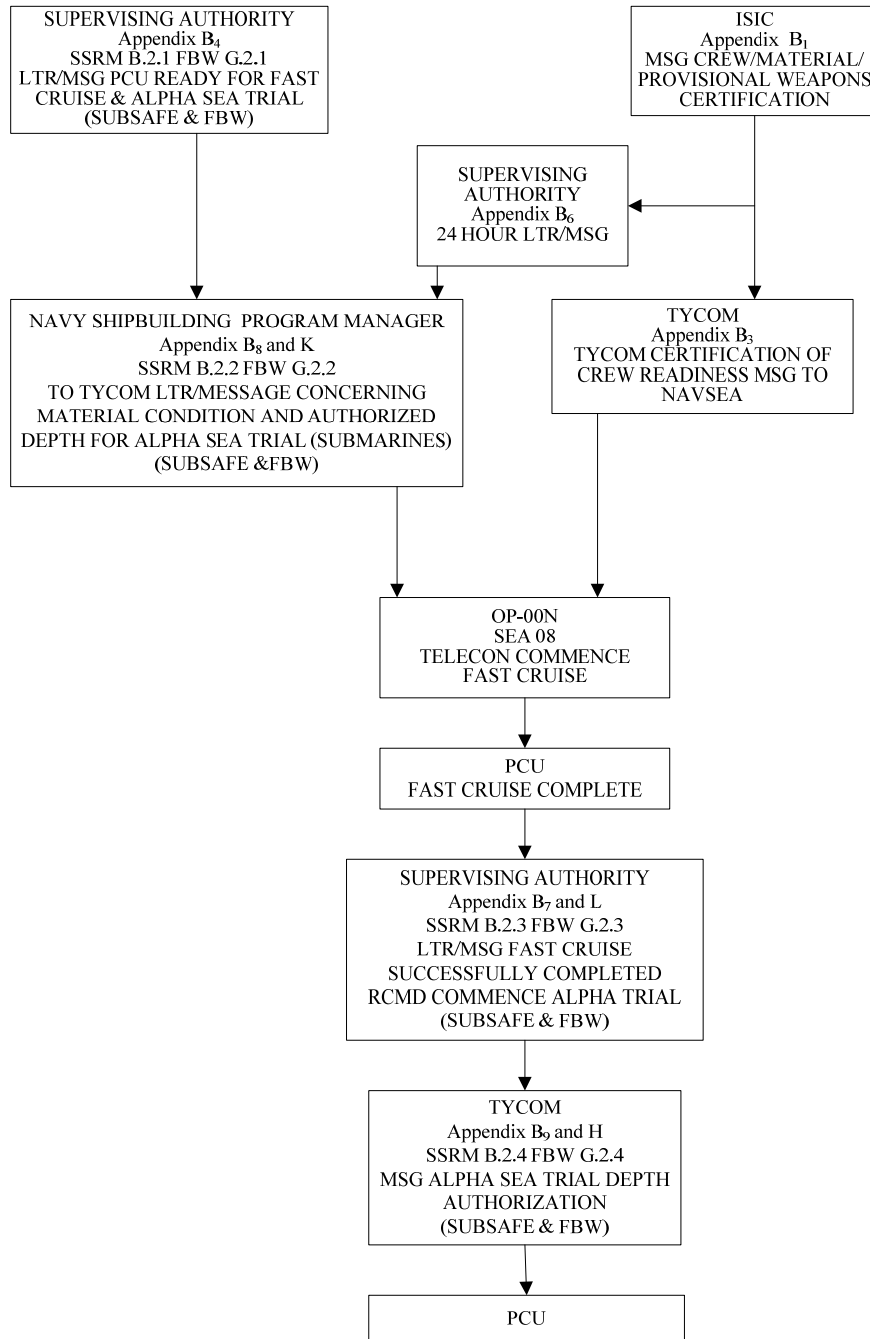 SUPERVISING AUTHORITY
Appendix B4
SSRM B.2.1 FBW G.2.1
LTR/MSG PCU READY FOR FAST
CRUISE & ALPHA SEA TRIAL
(SUBSAFE & FBW)
ISIC
Appendix B1
MSG CREW/MATERIAL/
PROVISIONAL WEAPONS
CERTIFICATION
SUPERVISING
AUTHORITY
Appendix B6
24 HOUR LTR/MSG
NAVY SHIPBUILDING PROGRAM MANAGER
Appendix B8 and K
SSRM B.2.2 FBW G.2.2
TO TYCOM LTR/MESSAGE CONCERNING
MATERIAL CONDITION AND AUTHORIZED
DEPTH FOR ALPHA SEA TRIAL (SUBMARINES)
(SUBSAFE &FBW)
TYCOM
Appendix B3
TYCOM CERTIFICATION OF
CREW READINESS MSG TO
NAVSEA
OP-00N
SEA 08
TELECON COMMENCE
FAST CRUISE
PCU
FAST CRUISE COMPLETE
SUPERVISING AUTHORITY
Appendix B7 and L
SSRM B.2.3 FBW G.2.3
LTR/MSG FAST CRUISE
SUCCESSFULLY COMPLETED
RCMD COMMENCE ALPHA TRIAL
(SUBSAFE & FBW)
TYCOM
Appendix B9 and H
SSRM B.2.4 FBW G.2.4
MSG ALPHA SEA TRIAL DEPTH
AUTHORIZATION
(SUBSAFE & FBW)
PCU